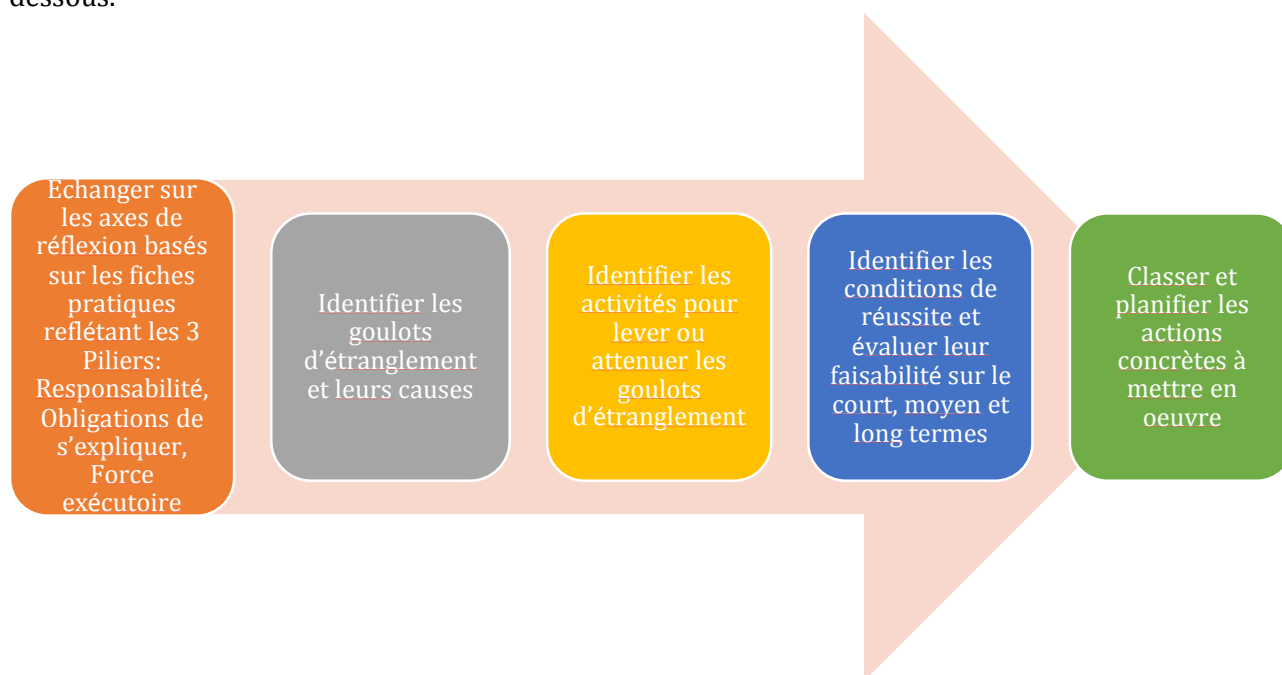 dessous.
Echanger sur
les axes de
réflexion basés
sur les fiches
pratiques
reflétant les 3
Piliers:
Responsabilité,
Obligations de
s’expliquer,
Force
exécutoire
Identifier les
goulots
d’étranglement
et leurs causes
Identifier les
activités pour
lever ou
attenuer les
goulots
d’étranglement
Identifier les
conditions de
réussite et
évaluer leur
faisabilité sur le
court, moyen et
long termes
Classer et
planifier les
actions
concrètes à
mettre en
oeuvre